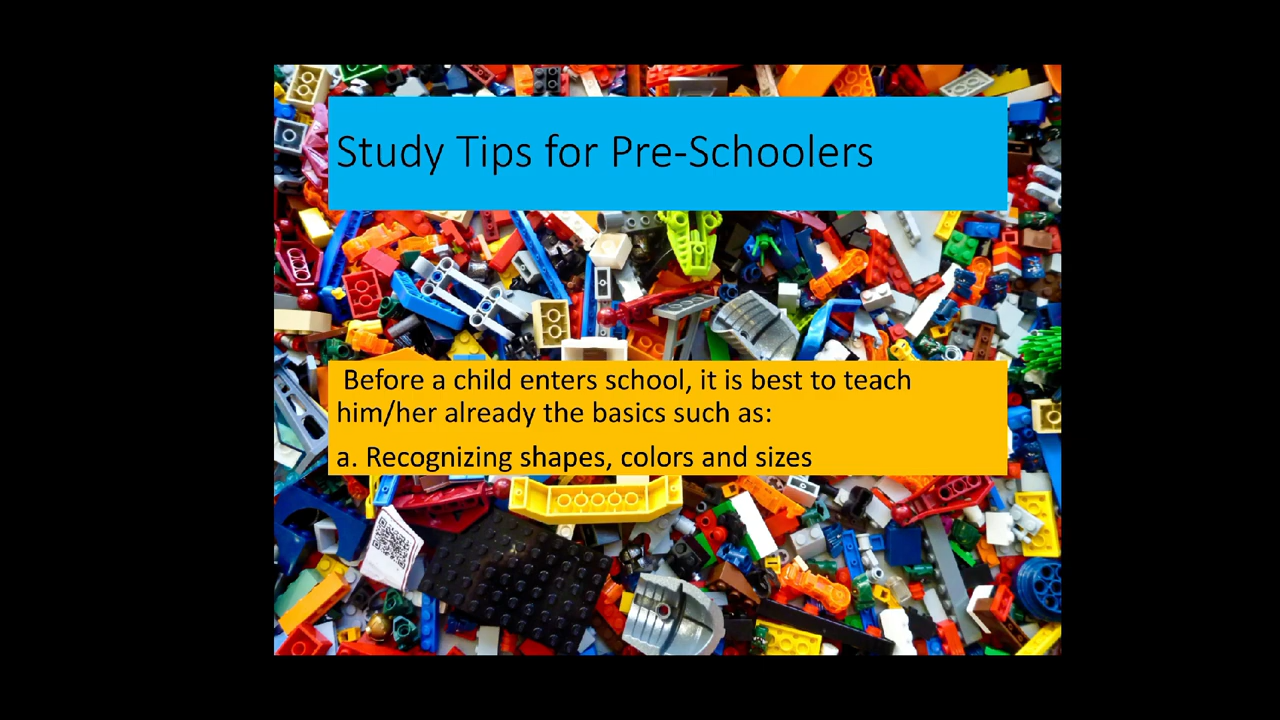 Study Tips for Pre-Schoolers
Before a child enters school, it is best to teach
him/her already the basics such as:
a. Recognizing shapes, colors and sizes